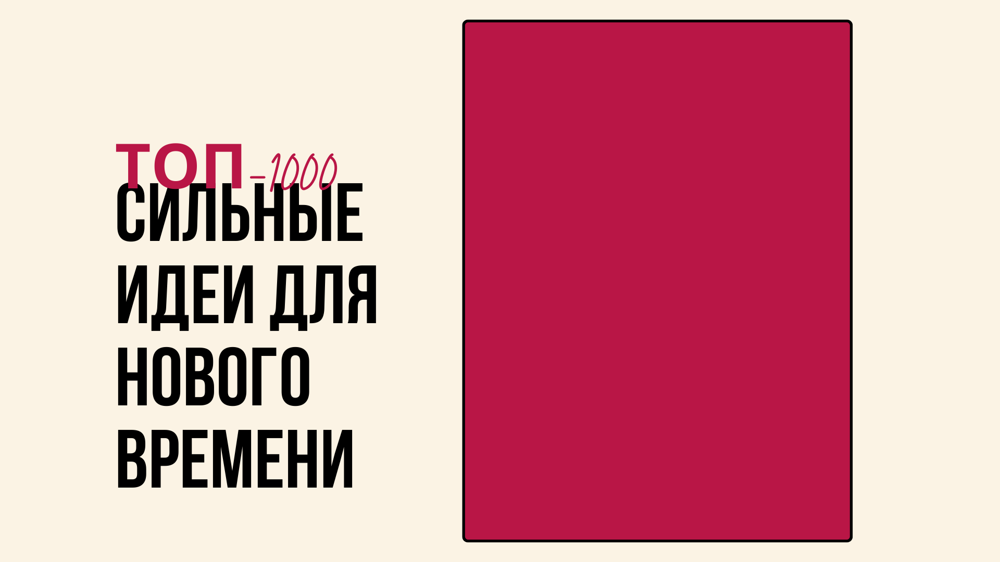 ТОП-1000
СИЛЬНЫЕ
ИДЕИ ДЛЯ
НОВОГО
ВРЕМЕНИ